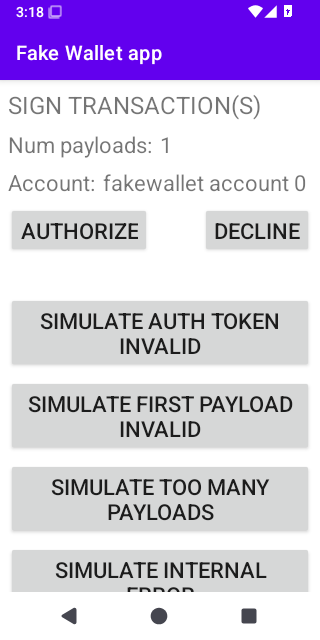 3:18
Fake Wallet app
SIGN TRANSACTION(S)
Num payloads: 1
Account: fakewallet account 0
AUTHORIZE
DECLINE
SIMULATE AUTH TOKEN
INVALID
SIMULATE FIRST PAYLOAD
INVALID
SIMULATE TOO MANY
PAYLOADS
SIMULATE INTERNAL
ERROR